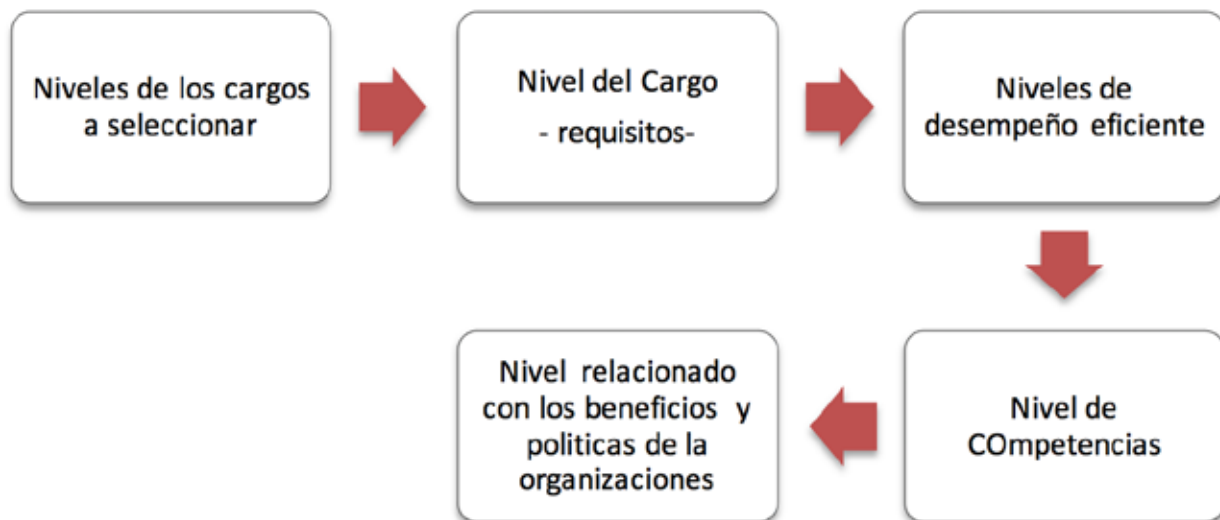 Niveles de los cargos
a seleccionar
Nivel del Cargo
- requisitos-
Niveles de
desempeño eficiente
Nivel de
COmpetencias
Nivel relacionado
con los beneficios y
politicas de la
organizaciones